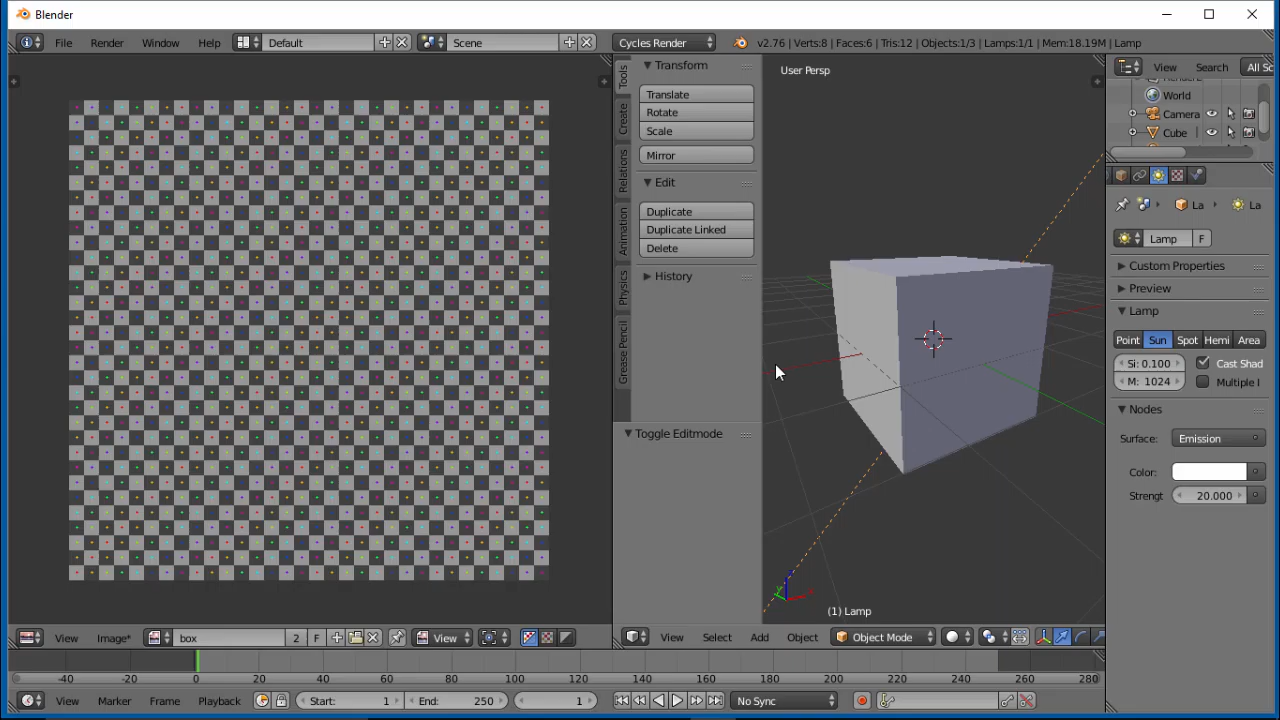 Blender
File Render Window Help Default Scene Cycles Render v2.76 | Verts:8 | Faces:6 | Tris:12 | Objects:1/3 | Lamps:1/1 | Mem:18.19M | Lamp
Tools
Create
Relations
Animation
Physics
Grease Pencil
Transform
Translate
Rotate
Scale
Mirror
Edit
Duplicate
Duplicate Linked
Delete
History
Toggle Editmode
User Persp
(1) Lamp
View Search All Sc
World
Camera
Cube
La La
Lamp F
Custom Properties
Preview
Lamp
Point Sun Spot Hemi Area
Si: 0.100 Cast Shad
M: 1024 Multiple I
Nodes
Surface: Emission
Color:
Strengt 20.000
View Image* box 2 F View
View Select Add Object Object Mode
-40 -20 0 20 40 60 80 100 120 140 160 180 200 220 240 260 280
View Marker Frame Playback Start: 1 End: 250 1 No Sync